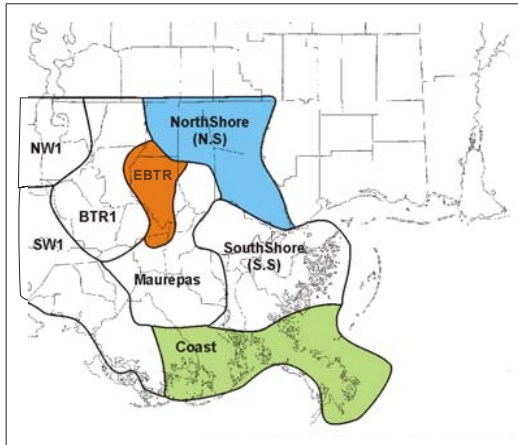 NorthShore
(N.S)
NW1
EBTR
BTR1
SW1
SouthShore
(S.S)
Maurepas
Coast